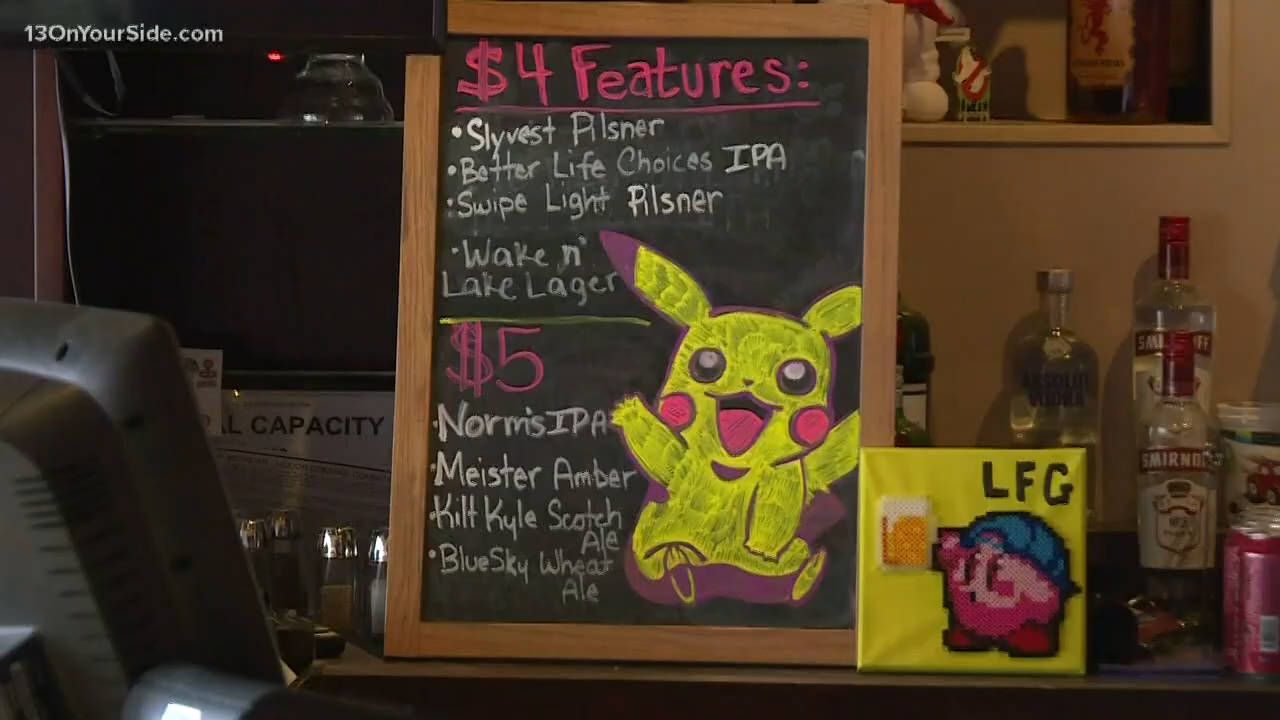 13OnYourSide.com
$4 Features:
•Slyvest Pilsner
•Better Life Choices IPA
•Swipe Light Pilsner
•Wake n'
Lake Lager
$5
•Norm's IPA
•Meister Amber
•Kilt Kyle Scotch
Ale
•BlueSky Wheat
Ale
L CAPACITY
LFG
ABSOLUT
VODKA
SMIRNOFF
SMIRNOFF